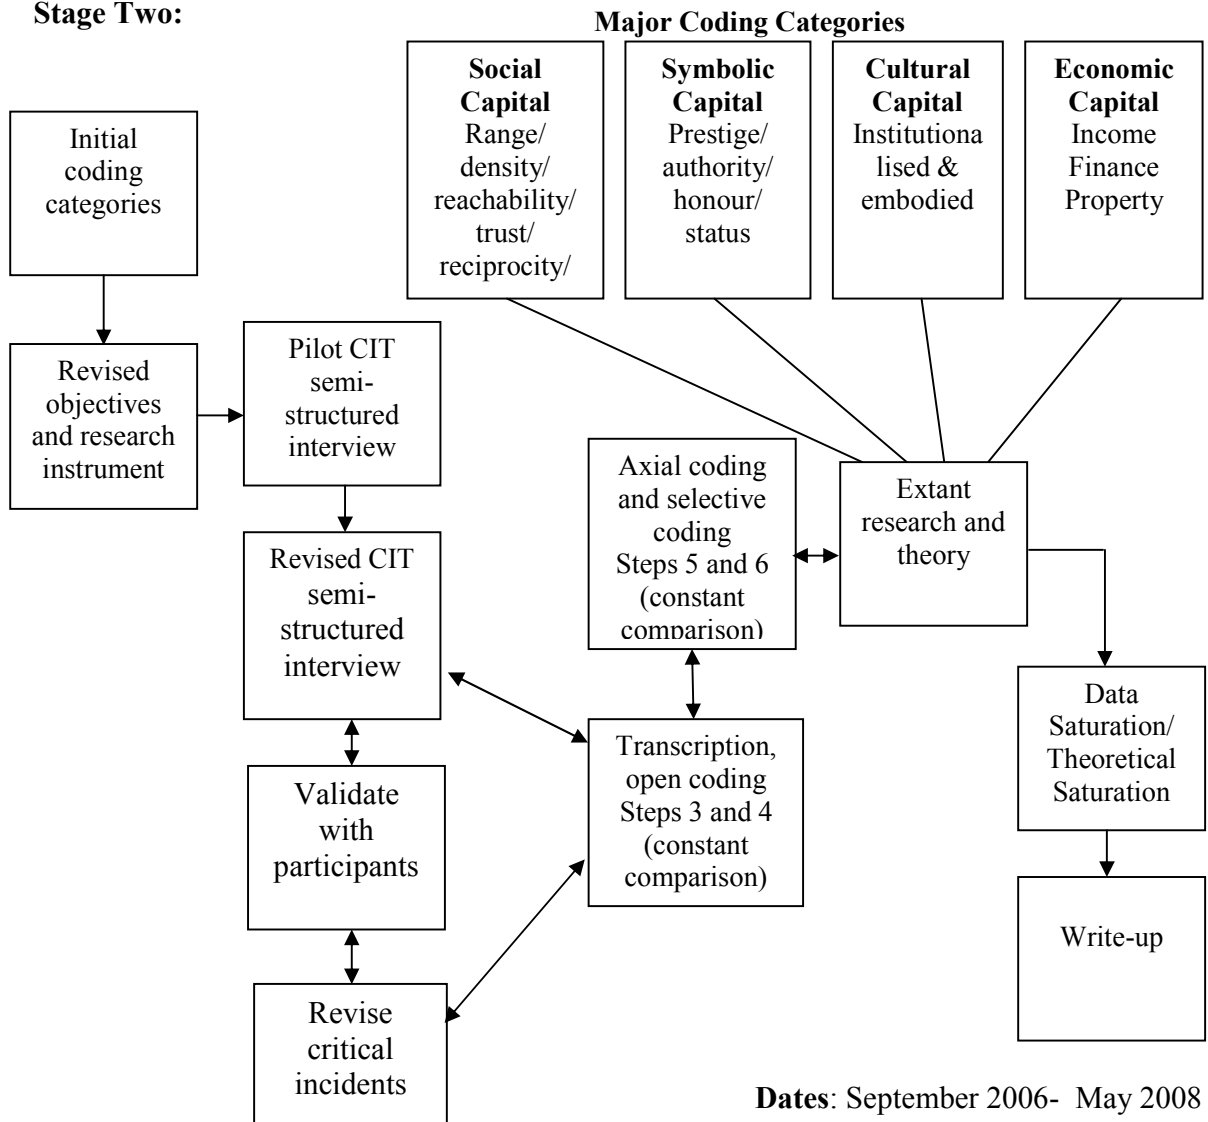 Stage Two:
Major Coding Categories
Social
Capital
Range/
density/
reachability/
trust/
reciprocity/
Symbolic
Capital
Prestige/
authority/
honour/
status
Cultural
Capital
Institutiona
lised &
embodied
Economic
Capital
Income
Finance
Property
Initial
coding
categories
Revised
objectives
and research
instrument
Pilot CIT
semi-
structured
interview
Revised CIT
semi-
structured
interview
Validate
with
participants
Revise
critical
incidents
Axial coding
and selective
coding
Steps 5 and 6
(constant
comparison)
Transcription,
open coding
Steps 3 and 4
(constant
comparison)
Extant
research and
theory
Data
Saturation/
Theoretical
Saturation
Write-up
Dates: September 2006-  May 2008